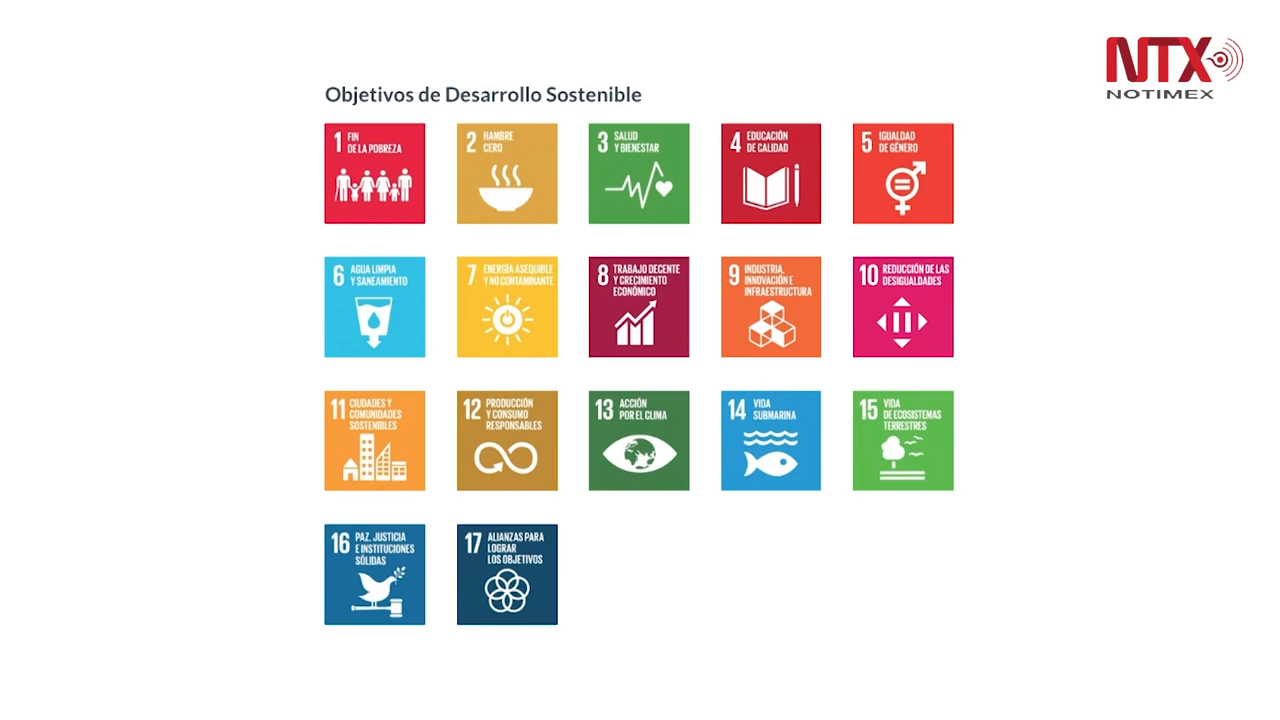 NTX
NOTIMEX
Objetivos de Desarrollo Sostenible
1 FIN
DE LA POBREZA
2 HAMBRE
CERO
3 SALUD
Y BIENESTAR
4 EDUCACIÓN
DE CALIDAD
5 IGUALDAD
DE GÉNERO
6 AGUA LIMPIA
Y SANEAMIENTO
7 ENERGÍA ASEQUIBLE
Y NO CONTAMINANTE
8 TRABAJO DECENTE
Y CRECIMIENTO
ECONÓMICO
9 INDUSTRIA,
INNOVACIÓN E
INFRAESTRUCTURA
10 REDUCCIÓN DE LAS
DESIGUALDADES
11 CIUDADES Y
COMUNIDADES
SOSTENIBLES
12 PRODUCCIÓN
Y CONSUMO
RESPONSABLES
13 ACCIÓN
POR EL CLIMA
14 VIDA
SUBMARINA
15 VIDA
DE ECOSISTEMAS
TERRESTRES
16 PAZ, JUSTICIA
E INSTITUCIONES
SÓLIDAS
17 ALIANZAS PARA
LOGRAR
LOS OBJETIVOS